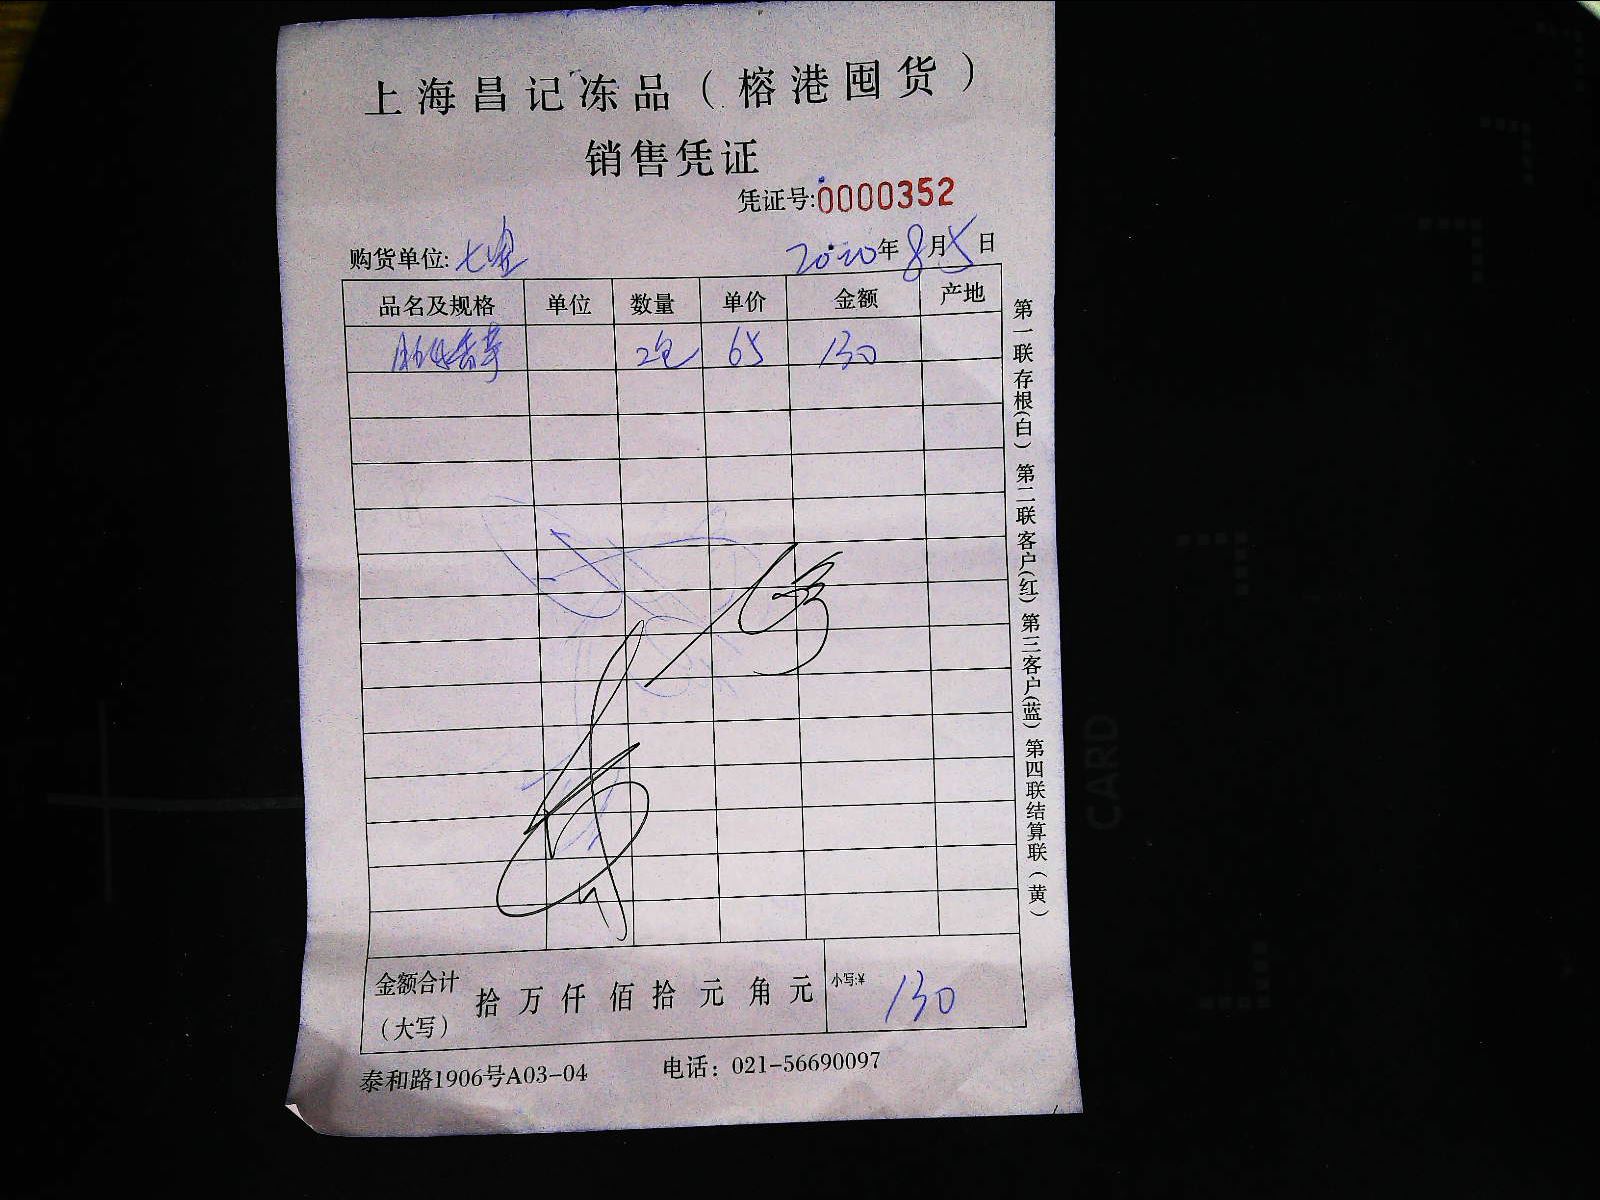 上海昌记冻品（榕港囤货）
销售凭证
凭证号:0000352
购货单位:七 2020年8月5日
品名及规格 单位 数量 单价 金额 产地
2包 65 130
金额合计（大写） 拾 万 仟 佰 拾 元 角 元 小写:¥ 130
泰和路1906号A03-04 电话：021-56690097
第一联存根(白) 第二联客户(红) 第三客户(蓝) 第四联结算联(黄)
CARD